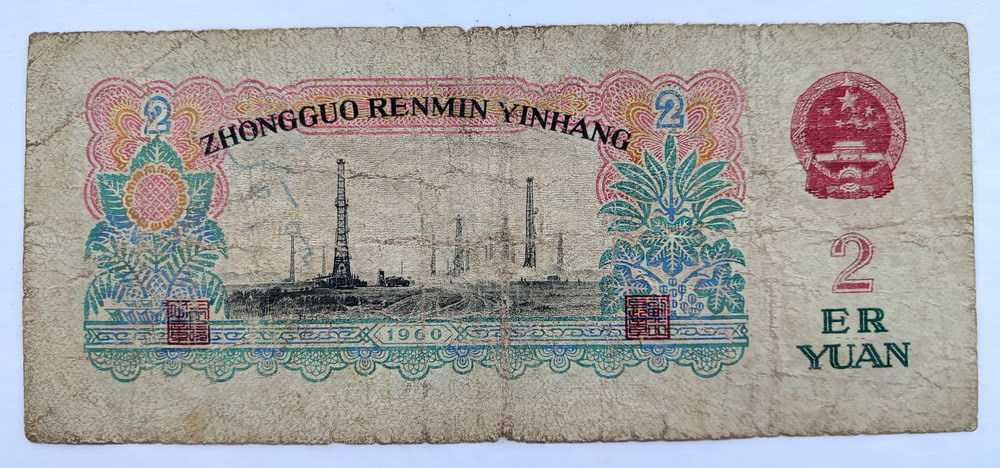 2
2
ZHONGGUO RENMIN YINHANG
2
ER
YUAN
1960